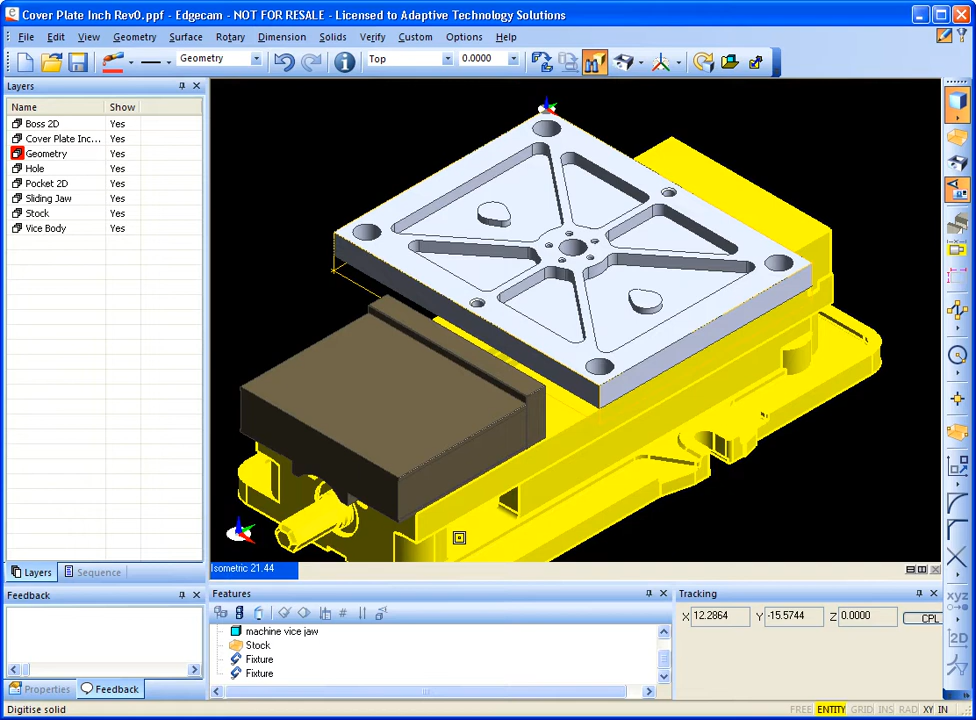 Cover Plate Inch Rev0.ppf - Edgecam - NOT FOR RESALE - Licensed to Adaptive Technology Solutions
File Edit View Geometry Surface Rotary Dimension Solids Verify Custom Options Help
Geometry Top 0.0000
Layers
Name Show
Boss 2D Yes
Cover Plate Inc... Yes
Geometry Yes
Hole Yes
Pocket 2D Yes
Sliding Jaw Yes
Stock Yes
Vice Body Yes
Layers Sequence
Isometric 21.44
Feedback
Properties Feedback
Features
machine vice jaw
Stock
Fixture
Fixture
Tracking
X 12.2864 Y -15.5744 Z 0.0000 CPL
xyz
2D
Digitise solid
FREE ENTITY GRID INS RAD XY IN